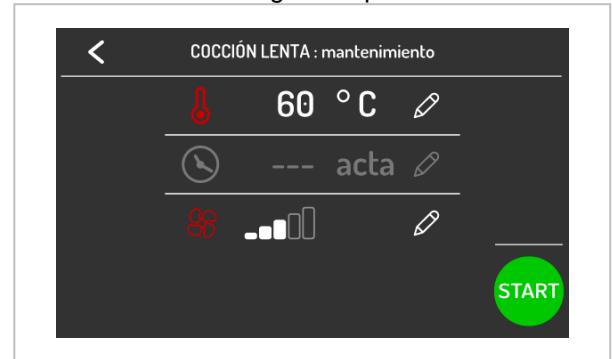 COCCIÓN LENTA : mantenimiento
60 °C
--- acta
START